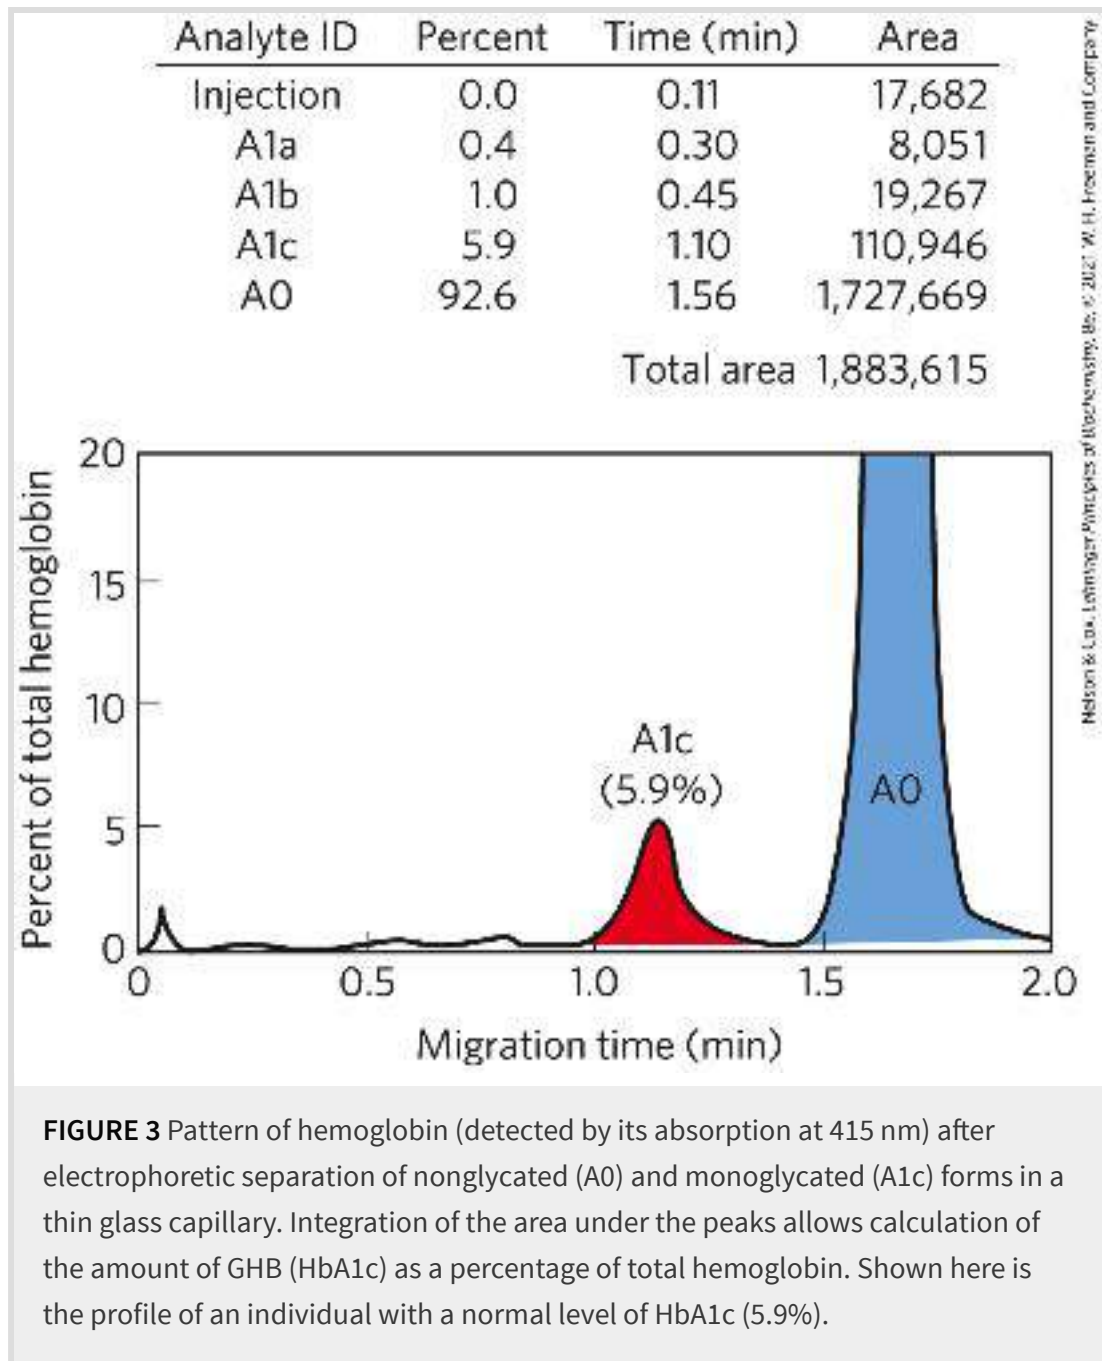 Analyte ID Percent Time (min) Area
Injection 0.0 0.11 17,682
A1a 0.4 0.30 8,051
A1b 1.0 0.45 19,267
A1c 5.9 1.10 110,946
A0 92.6 1.56 1,727,669
Total area 1,883,615
Nelson & Cox, Lehninger Principles of Biochemistry, 8e, © 2021 W. H. Freeman and Company
Percent of total hemoglobin
20
15
10
5
0
A1c
(5.9%)
A0
0 0.5 1.0 1.5 2.0
Migration time (min)
FIGURE 3 Pattern of hemoglobin (detected by its absorption at 415 nm) after
electrophoretic separation of nonglycated (A0) and monoglycated (A1c) forms in a
thin glass capillary. Integration of the area under the peaks allows calculation of
the amount of GHB (HbA1c) as a percentage of total hemoglobin. Shown here is
the profile of an individual with a normal level of HbA1c (5.9%).